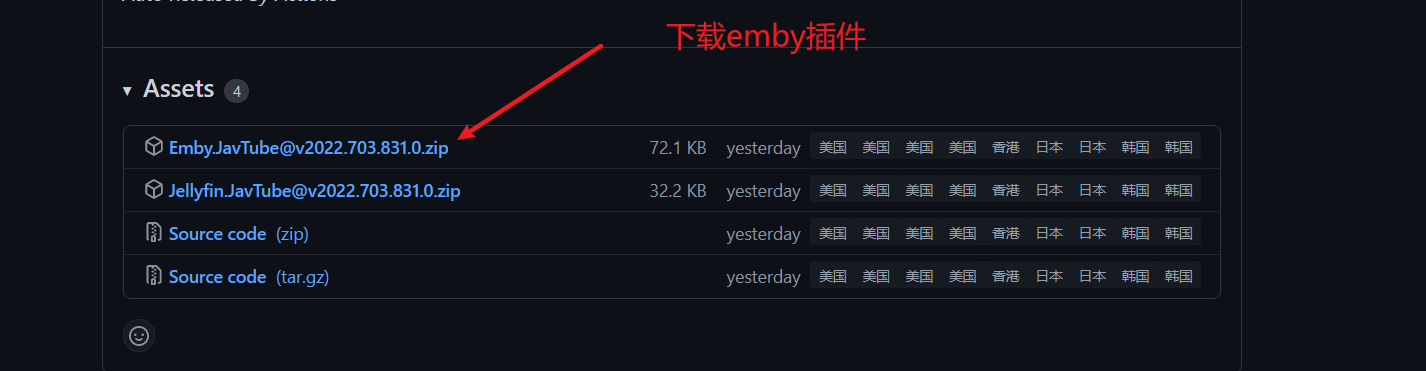 下载emby插件
Assets 4
Emby.JavTube@v2022.703.831.0.zip 72.1 KB yesterday 美国 美国 美国 美国 香港 日本 日本 韩国 韩国
Jellyfin.JavTube@v2022.703.831.0.zip 32.2 KB yesterday 美国 美国 美国 美国 香港 日本 日本 韩国 韩国
Source code (zip) yesterday 美国 美国 美国 美国 香港 日本 日本 韩国 韩国
Source code (tar.gz) yesterday 美国 美国 美国 美国 香港 日本 日本 韩国 韩国